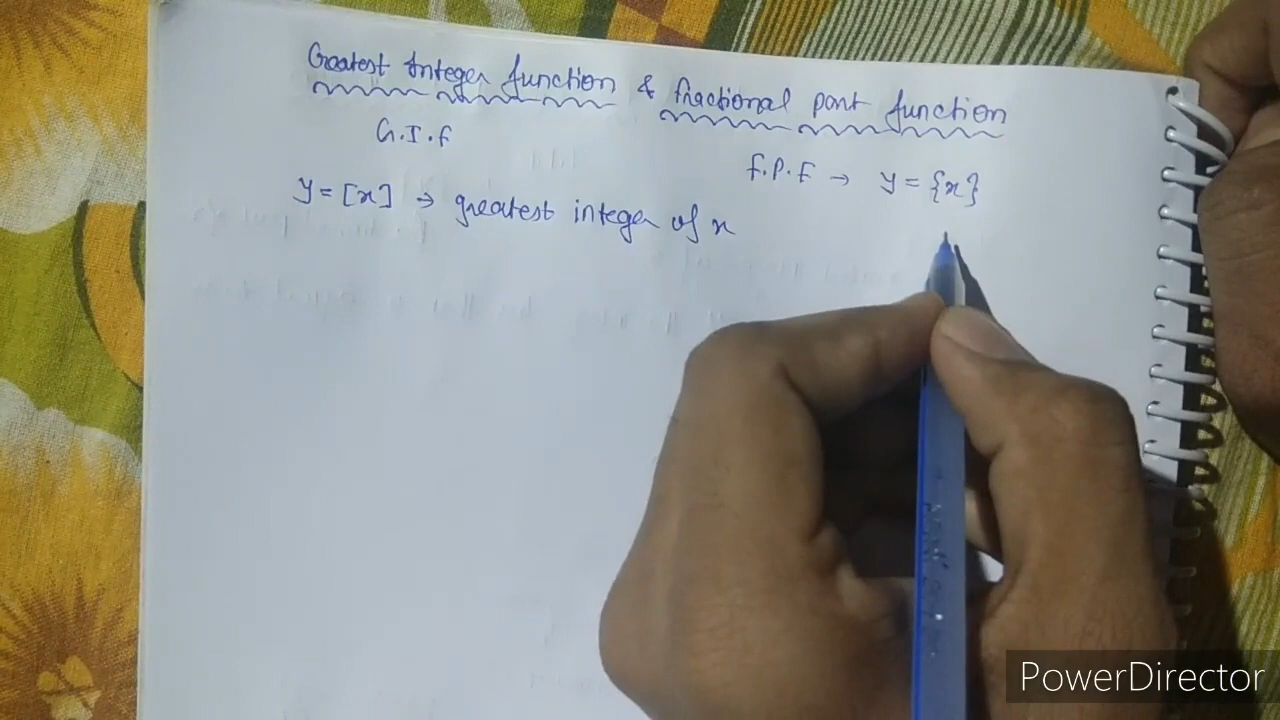 Greatest Integer function & fractional part function
G.I.F
F.P.F → y = {x}
y = [x] → greatest integer of x
PowerDirector